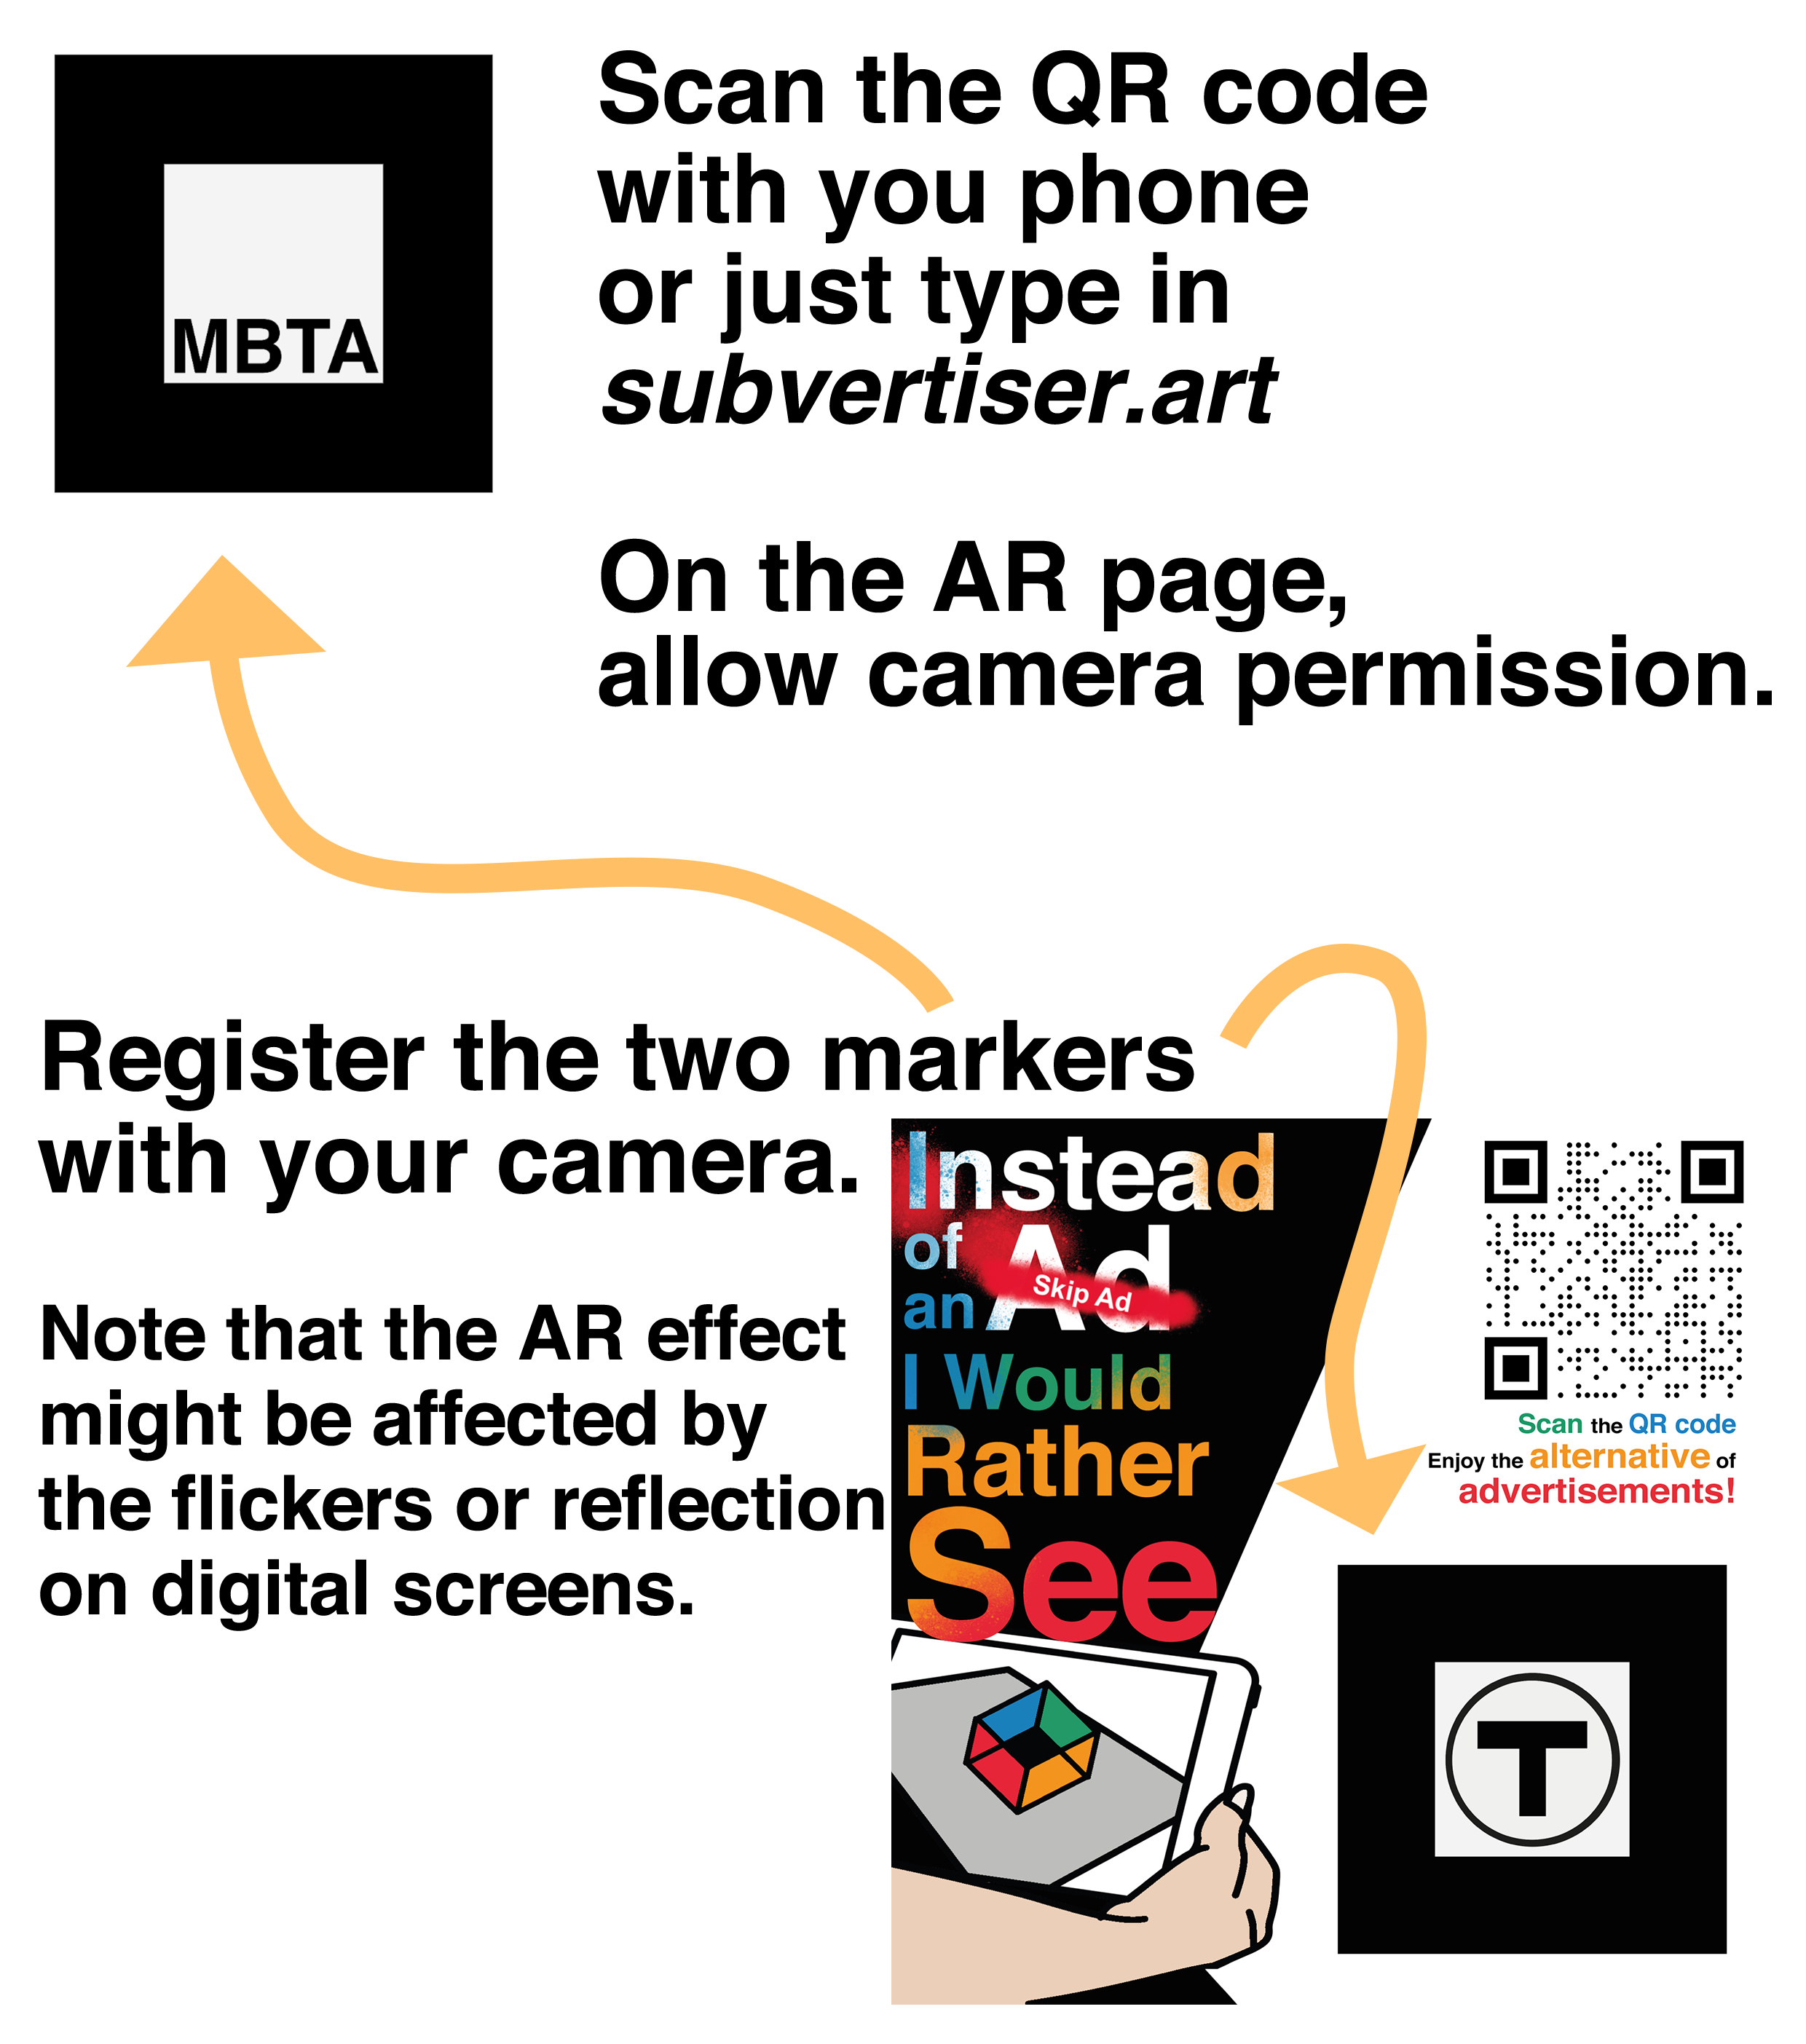 MBTA
Scan the QR code
with you phone
or just type in
subvertiser.art
On the AR page,
allow camera permission.
Register the two markers
with your camera.
Note that the AR effect
might be affected by
the flickers or reflection
on digital screens.
Instead
of
an Ad
Skip Ad
I Would
Rather
See
Scan the QR code
Enjoy the alternative of
advertisements!
T